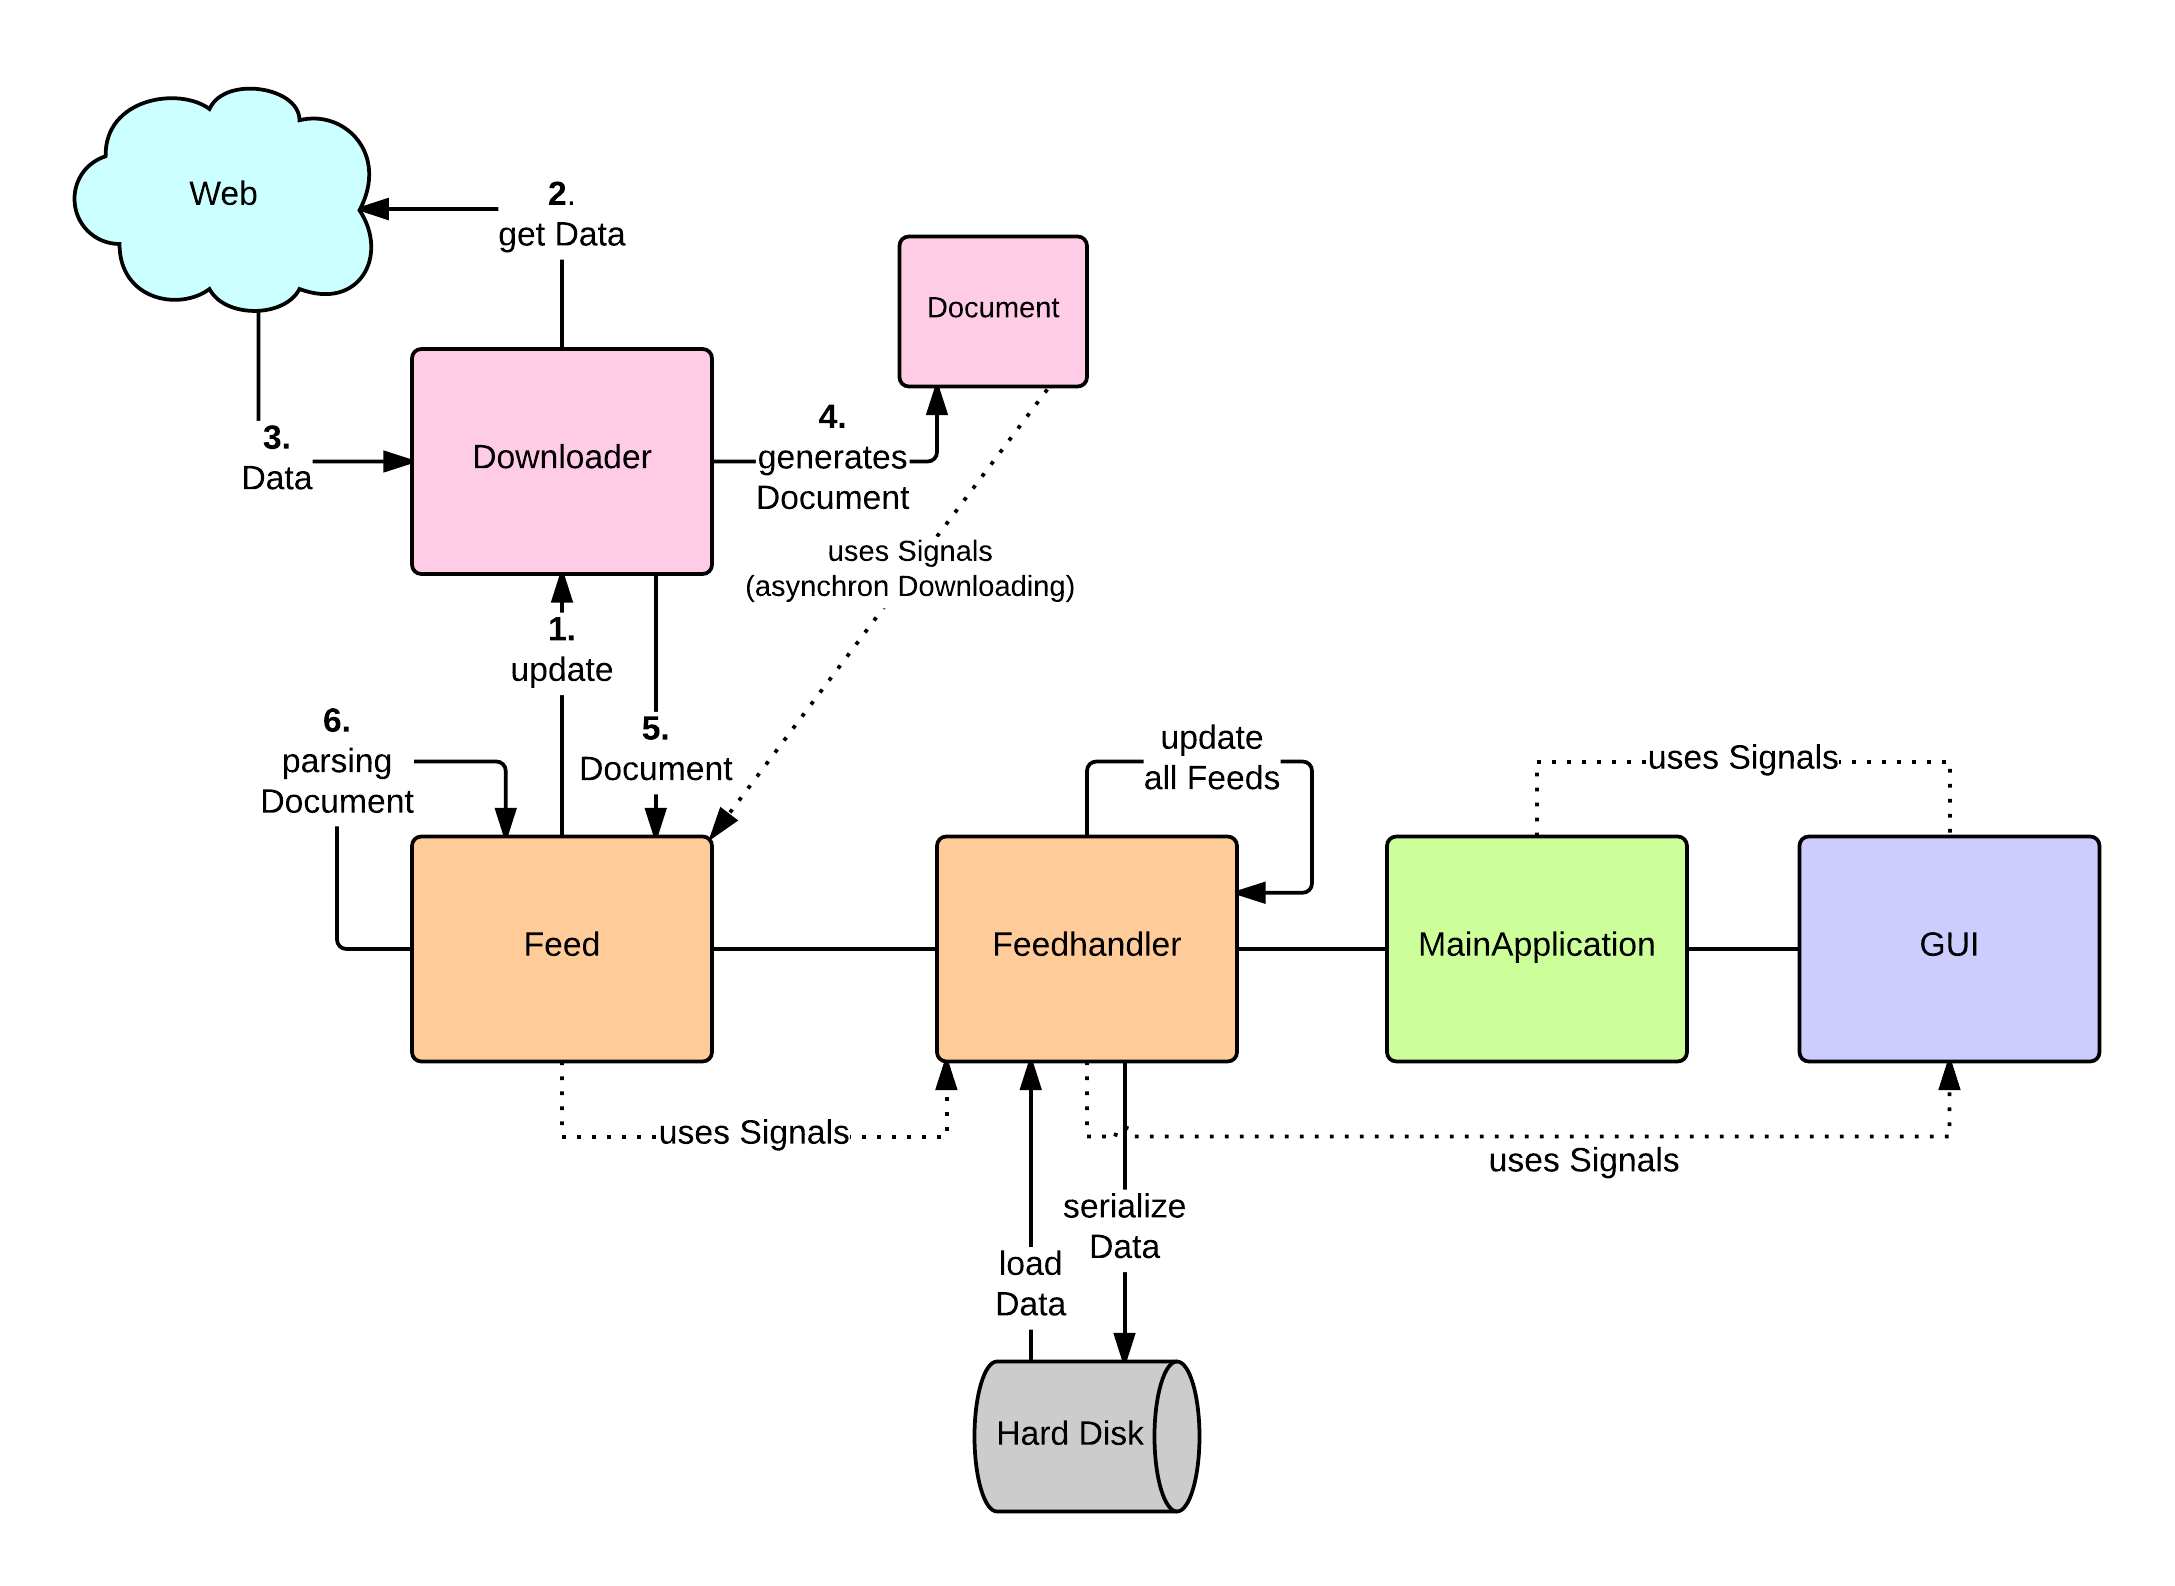 Web
2.
get Data
Document
3.
Data
Downloader
4.
generates
Document
uses Signals
(asynchron Downloading)
1.
update
5.
Document
6.
parsing
Document
update
all Feeds
uses Signals
Feed
Feedhandler
MainApplication
GUI
uses Signals
uses Signals
serialize
Data
load
Data
Hard Disk